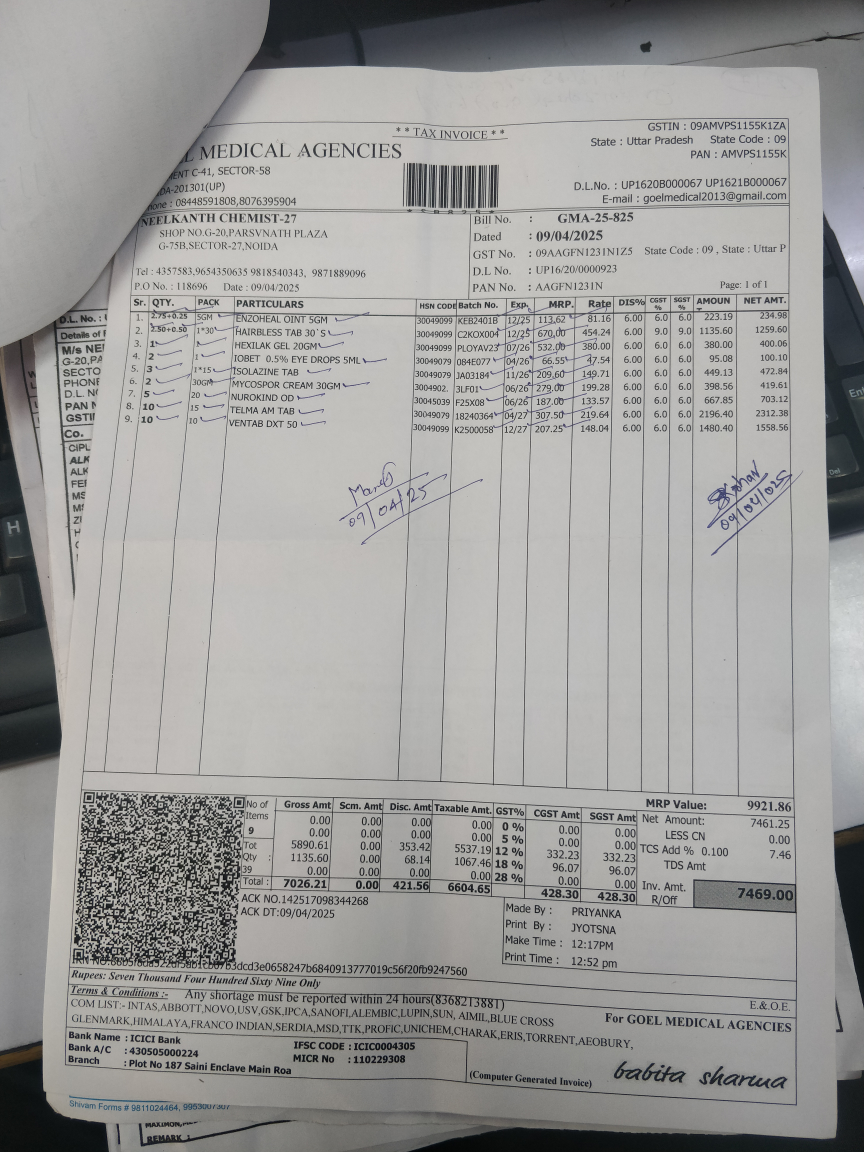 ** TAX INVOICE **
GSTIN : 09AMVPS1155K1ZA
State : Uttar Pradesh State Code : 09
PAN : AMVPS1155K
MEDICAL AGENCIES
C-41, SECTOR-58
-201301(UP)
: 08448591808,8076395904
D.L.No. : UP1620B000067 UP1621B000067
E-mail : goelmedical2013@gmail.com
NEELKANTH CHEMIST-27
SHOP NO.G-20,PARSVNATH PLAZA
G-75B,SECTOR-27,NOIDA
Tel : 4357583,9654350635 9818540343, 9871889096
P.O No. : 118696 Date : 09/04/2025
Bill No. : GMA-25-825
Dated : 09/04/2025
GST No. : 09AAGFN1231N1Z5 State Code : 09 , State : Uttar P
D.L No. : UP16/20/0000923
PAN No. : AAGFN1231N
Page: 1 of 1
Sr. QTY. PACK PARTICULARS HSN CODE Batch No. Exp. MRP. Rate DIS% CGST % SGST % AMOUN NET AMT.
1. 2.75+0.25 5GM ENZOHEAL OINT 5GM 30049099 KEB2401B 12/25 113.62 81.16 6.00 6.0 6.0 223.19 234.98
2. 2.50+0.50 1*30 HAIRBLESS TAB 30`S 30049099 C2KOX004 12/25 670.00 454.24 6.00 9.0 9.0 1135.60 1259.60
3. 1 HEXILAK GEL 20GM 30049099 PLOYAV23 07/26 532.00 380.00 6.00 6.0 6.0 380.00 400.06
4. 2 1 IOBET 0.5% EYE DROPS 5ML 30049079 084E077 04/26 66.55 47.54 6.00 6.0 6.0 95.08 100.10
5. 3 1*15 ISOLAZINE TAB 30049079 JA03184 11/26 209.60 149.71 6.00 6.0 6.0 449.13 472.84
6. 2 30GM MYCOSPOR CREAM 30GM 3004902. 3LF01 06/26 279.00 199.28 6.00 6.0 6.0 398.56 419.61
7. 5 20 NUROKIND OD 30045039 F25X08 06/26 187.00 133.57 6.00 6.0 6.0 667.85 703.12
8. 10 15 TELMA AM TAB 30049079 18240364 04/27 307.50 219.64 6.00 6.0 6.0 2196.40 2312.38
9. 10 10 VENTAB DXT 50 30049099 K2500058 12/27 207.25 148.04 6.00 6.0 6.0 1480.40 1558.56
09/04/25
09/04/025
No of Items 9
Tot Qty : 39
Gross Amt Scm. Amt Disc. Amt Taxable Amt. GST% CGST Amt SGST Amt
0.00 0.00 0.00 0.00 0 % 0.00 0.00
0.00 0.00 0.00 0.00 5 % 0.00 0.00
5890.61 0.00 353.42 5537.19 12 % 332.23 332.23
1135.60 0.00 68.14 1067.46 18 % 96.07 96.07
0.00 0.00 0.00 0.00 28 % 0.00 0.00
Total : 7026.21 0.00 421.56 6604.65 428.30 428.30
MRP Value: 9921.86
Net Amount: 7461.25
LESS CN 0.00
TCS Add % 0.100 7.46
TDS Amt
Inv. Amt. R/Off 7469.00
ACK NO.142517098344268
ACK DT:09/04/2025
Made By : PRIYANKA
Print By : JYOTSNA
Make Time : 12:17PM
Print Time : 12:52 pm
Rupees: Seven Thousand Four Hundred Sixty Nine Only
Terms & Conditions :- Any shortage must be reported within 24 hours(8368213881)
E.&.O.E.
COM LIST:- INTAS,ABBOTT,NOVO,USV,GSK,IPCA,SANOFI,ALEMBIC,LUPIN,SUN, AIMIL,BLUE CROSS
GLENMARK,HIMALAYA,FRANCO INDIAN,SERDIA,MSD,TTK,PROFIC,UNICHEM,CHARAK,ERIS,TORRENT,AEOBURY,
For GOEL MEDICAL AGENCIES
Bank Name : ICICI Bank
Bank A/C : 430505000224
Branch : Plot No 187 Saini Enclave Main Roa
IFSC CODE : ICIC0004305
MICR No : 110229308
(Computer Generated Invoice)
babita sharma
Shivam Forms # 9811024464, 9953007307
D.L.No. :
Details of
M/s NE
G-20,PA
SECTO
PHONE
D.L. NO
PAN N
GSTI
Co.
CIPL
ALK
ALK
REMARK :
H
Del